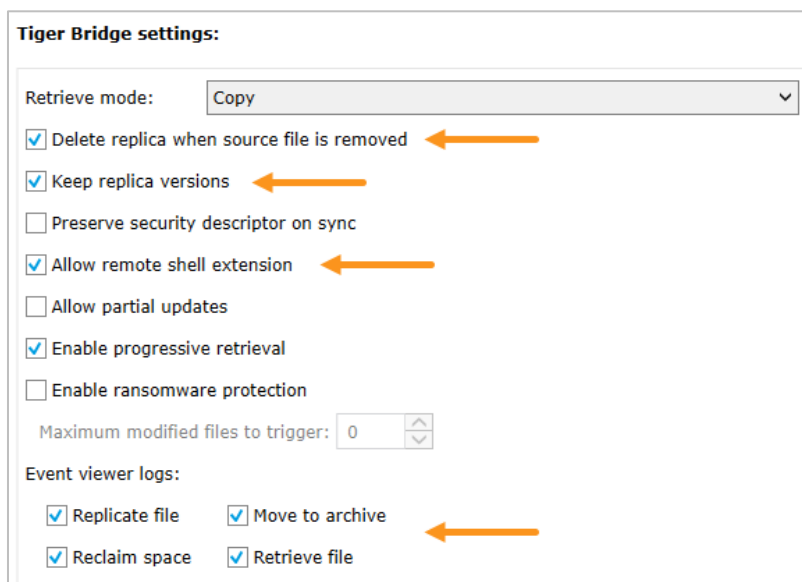 Tiger Bridge settings:
Retrieve mode: Copy
Delete replica when source file is removed
Keep replica versions
Preserve security descriptor on sync
Allow remote shell extension
Allow partial updates
Enable progressive retrieval
Enable ransomware protection
Maximum modified files to trigger: 0
Event viewer logs:
Replicate file Move to archive
Reclaim space Retrieve file